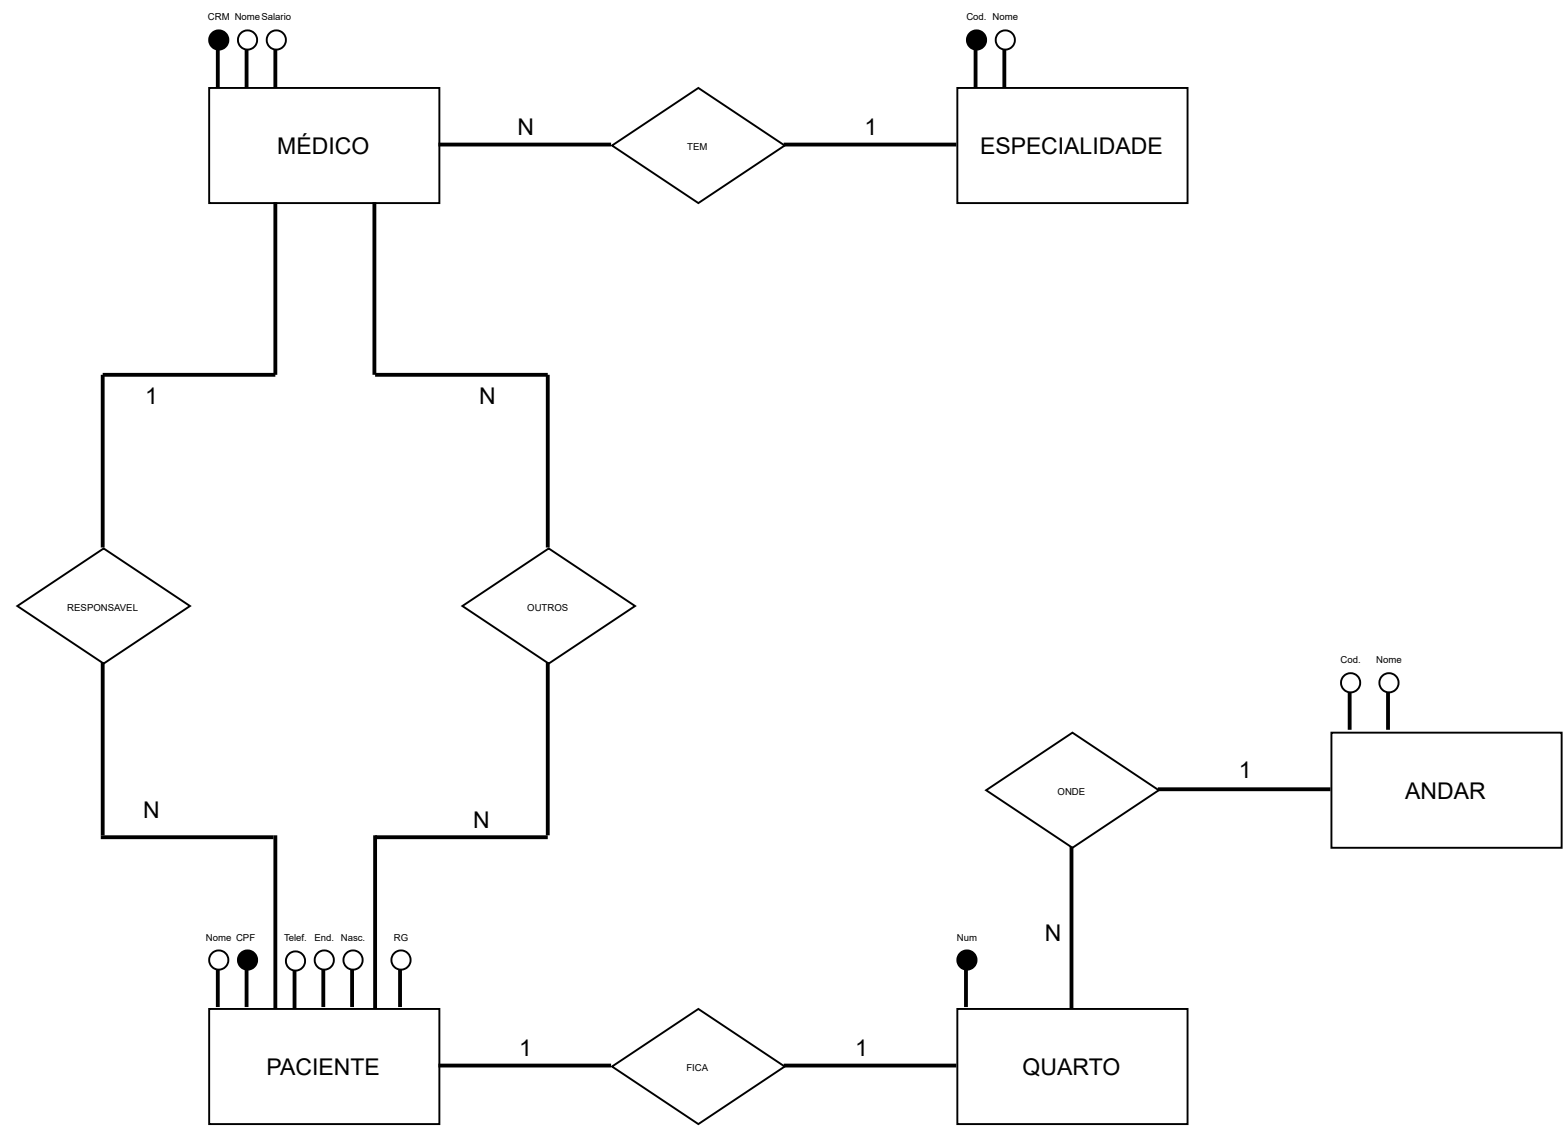 CRM Nome Salario
Cod. Nome
MÉDICO
N
TEM
1
ESPECIALIDADE
1
N
RESPONSAVEL
OUTROS
Cod. Nome
N
N
ONDE
1
ANDAR
Nome CPF Telef. End. Nasc. RG
Num
N
PACIENTE
1
FICA
1
QUARTO